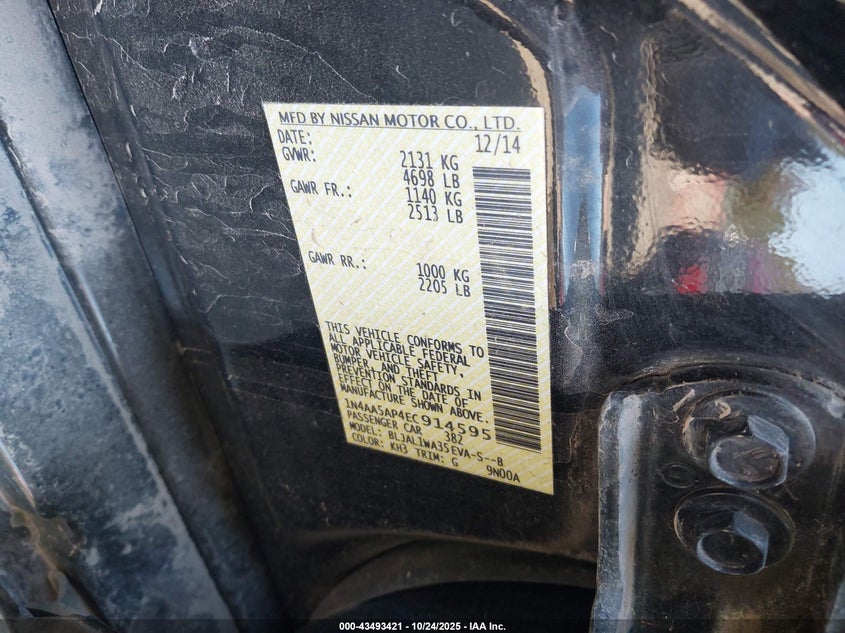 MFD BY NISSAN MOTOR CO., LTD.
DATE: 12/14
GVWR: 2131 KG
4698 LB
GAWR FR.: 1140 KG
2513 LB
GAWR RR.: 1000 KG
2205 LB
THIS VEHICLE CONFORMS TO
ALL APPLICABLE FEDERAL
MOTOR VEHICLE SAFETY,
BUMPER, AND THEFT
PREVENTION STANDARDS IN
EFFECT ON THE DATE OF
MANUFACTURE SHOWN ABOVE.
1N4AA5AP4EC914595
PASSENGER CAR 382
MODEL: BLJAL1WA35EVA-S--B
COLOR: KH3 TRIM: G 9N00A
000-43493421 - 10/24/2025 - IAA Inc.